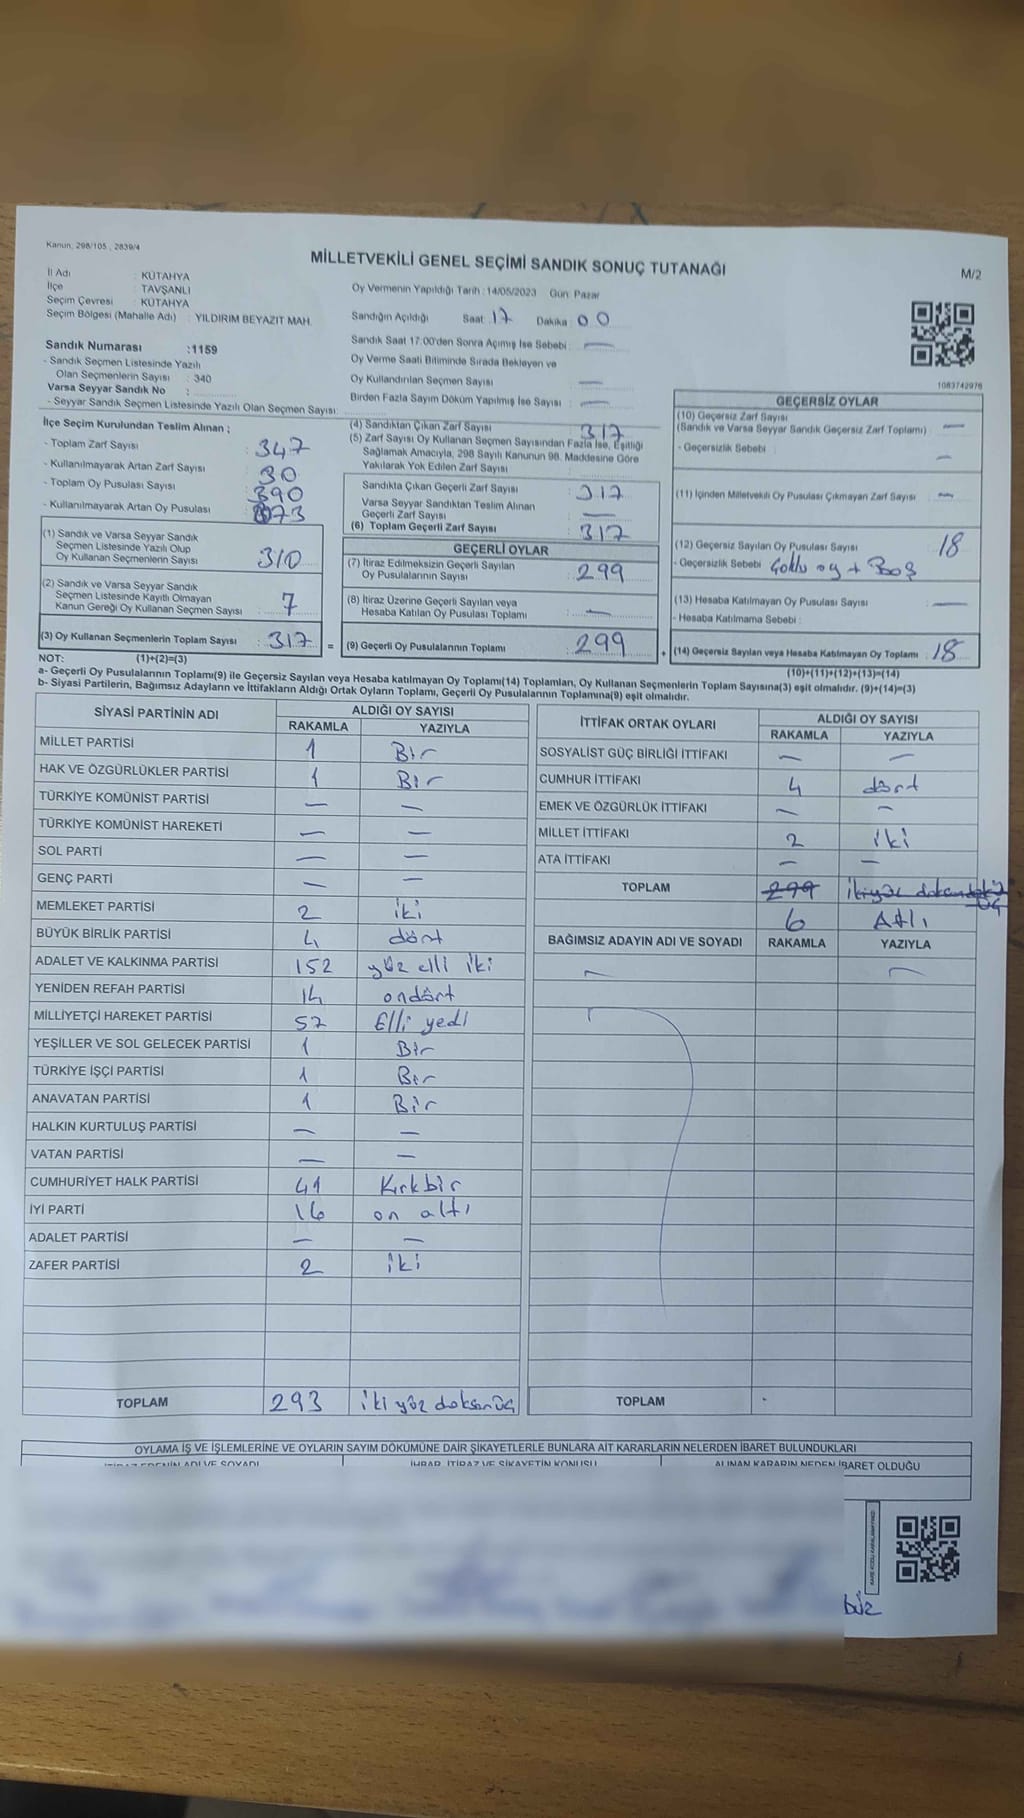 Kanun, 298/105 , 2839/4
MİLLETVEKİLİ GENEL SEÇİMİ SANDIK SONUÇ TUTANAĞI
M/2
İl Adı : KÜTAHYA
İlçe : TAVŞANLI
Seçim Çevresi : KÜTAHYA
Seçim Bölgesi (Mahalle Adı) : YILDIRIM BEYAZIT MAH.
Oy Vermenin Yapıldığı Tarih : 14/05/2023 Gün: Pazar
Sandığın Açıldığı Saat 17 Dakika 00
Sandık Saat 17:00'den Sonra Açımış İse Sebebi : —
Oy Verme Saati Bitiminde Sırada Bekleyen ve
Oy Kullandırılan Seçmen Sayısı —
Birden Fazla Sayım Döküm Yapılmış İse Sayısı : —
1083742976
Sandık Numarası :1159
- Sandık Seçmen Listesinde Yazılı
Olan Seçmenlerin Sayısı : 340
Varsa Seyyar Sandık No :
- Seyyar Sandık Seçmen Listesinde Yazılı Olan Seçmen Sayısı:
İlçe Seçim Kurulundan Teslim Alınan ;
- Toplam Zarf Sayısı : 347
- Kullanılmayarak Artan Zarf Sayısı : 30
- Toplam Oy Pusulası Sayısı : 390
- Kullanılmayarak Artan Oy Pusulası : 73
(1) Sandık ve Varsa Seyyar Sandık
Seçmen Listesinde Yazılı Olup
Oy Kullanan Seçmenlerin Sayısı : 310
(2) Sandık ve Varsa Seyyar Sandık
Seçmen Listesinde Kayıtlı Olmayan
Kanun Gereği Oy Kullanan Seçmen Sayısı : 7
(3) Oy Kullanan Seçmenlerin Toplam Sayısı : 317 =
(4) Sandıktan Çıkan Zarf Sayısı : 317
(5) Zarf Sayısı Oy Kullanan Seçmen Sayısından Fazla İse, Eşitliği
Sağlamak Amacıyla, 298 Sayılı Kanunun 98. Maddesine Göre
Yakılarak Yok Edilen Zarf Sayısı :
Sandıkta Çıkan Geçerli Zarf Sayısı : 317
Varsa Seyyar Sandıktan Teslim Alınan
Geçerli Zarf Sayısı : —
(6) Toplam Geçerli Zarf Sayısı : 317
GEÇERLİ OYLAR
(7) İtiraz Edilmeksizin Geçerli Sayılan
Oy Pusulalarının Sayısı : 299
(8) İtiraz Üzerine Geçerli Sayılan veya
Hesaba Katılan Oy Pusulası Toplamı : —
(9) Geçerli Oy Pusulalarının Toplamı : 299 +
GEÇERSİZ OYLAR
(10) Geçersiz Zarf Sayısı
(Sandık ve Varsa Seyyar Sandık Geçersiz Zarf Toplamı) : —
- Geçersizlik Sebebi : —
(11) İçinden Milletvekili Oy Pusulası Çıkmayan Zarf Sayısı : —
(12) Geçersiz Sayılan Oy Pusulası Sayısı : 18
- Geçersizlik Sebebi Çoklu oy + Boş
(13) Hesaba Katılmayan Oy Pusulası Sayısı : —
- Hesaba Katılmama Sebebi :
(14) Geçersiz Sayılan veya Hesaba Katılmayan Oy Toplamı : 18
NOT: (1)+(2)=(3) (10)+(11)+(12)+(13)=(14)
a- Geçerli Oy Pusulalarının Toplamı(9) ile Geçersiz Sayılan veya Hesaba katılmayan Oy Toplamı(14) Toplamları, Oy Kullanan Seçmenlerin Toplam Sayısına(3) eşit olmalıdır. (9)+(14)=(3)
b- Siyasi Partilerin, Bağımsız Adayların ve İttifakların Aldığı Ortak Oyların Toplamı, Geçerli Oy Pusulalarının Toplamına(9) eşit olmalıdır.
SİYASİ PARTİNİN ADI ALDIĞI OY SAYISI
RAKAMLA YAZIYLA
MİLLET PARTİSİ 1 Bir
HAK VE ÖZGÜRLÜKLER PARTİSİ 1 Bir
TÜRKİYE KOMÜNİST PARTİSİ — —
TÜRKİYE KOMÜNİST HAREKETİ — —
SOL PARTİ — —
GENÇ PARTİ — —
MEMLEKET PARTİSİ 2 iki
BÜYÜK BİRLİK PARTİSİ 4 dört
ADALET VE KALKINMA PARTİSİ 152 yüz elli iki
YENİDEN REFAH PARTİSİ 14 ondört
MİLLİYETÇİ HAREKET PARTİSİ 57 Elli yedi
YEŞİLLER VE SOL GELECEK PARTİSİ 1 Bir
TÜRKİYE İŞÇİ PARTİSİ 1 Bir
ANAVATAN PARTİSİ 1 Bir
HALKIN KURTULUŞ PARTİSİ — —
VATAN PARTİSİ — —
CUMHURİYET HALK PARTİSİ 41 Kırkbir
İYİ PARTİ 16 on altı
ADALET PARTİSİ — —
ZAFER PARTİSİ 2 iki
TOPLAM 293 iki yüz doksanüç
İTTİFAK ORTAK OYLARI ALDIĞI OY SAYISI
RAKAMLA YAZIYLA
SOSYALİST GÜÇ BİRLİĞİ İTTİFAKI — —
CUMHUR İTTİFAKI 4 dört
EMEK VE ÖZGÜRLÜK İTTİFAKI — —
MİLLET İTTİFAKI 2 iki
ATA İTTİFAKI — —
TOPLAM 299
6 Altı
BAĞIMSIZ ADAYIN ADI VE SOYADI RAKAMLA YAZIYLA
TOPLAM
OYLAMA İŞ VE İŞLEMLERİNE VE OYLARIN SAYIM DÖKÜMÜNE DAİR ŞİKAYETLERLE BUNLARA AİT KARARLARIN NELERDEN İBARET BULUNDUKLARI
İTİRAZ EDENİN ADI VE SOYADI İHBAR, İTİRAZ VE ŞİKAYETİN KONUSU ALINAN KARARIN NEDEN İBARET OLDUĞU